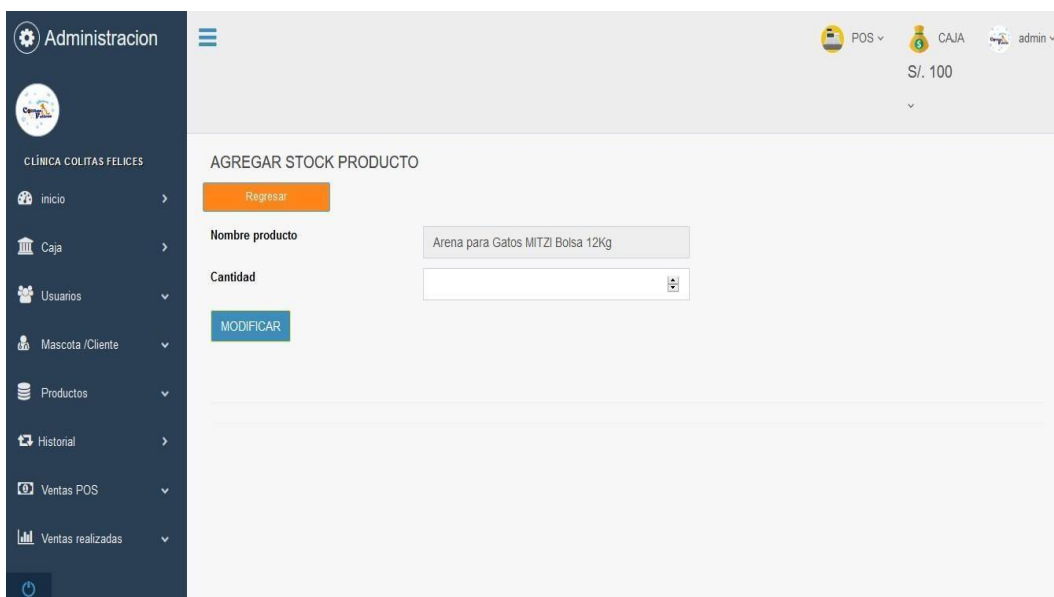 Administracion
POS
CAJA
admin
S/. 100
CLÍNICA COLITAS FELICES
inicio
Caja
Usuarios
Mascota /Cliente
Productos
Historial
Ventas POS
Ventas realizadas
AGREGAR STOCK PRODUCTO
Regresar
Nombre producto
Arena para Gatos MITZI Bolsa 12Kg
Cantidad
MODIFICAR